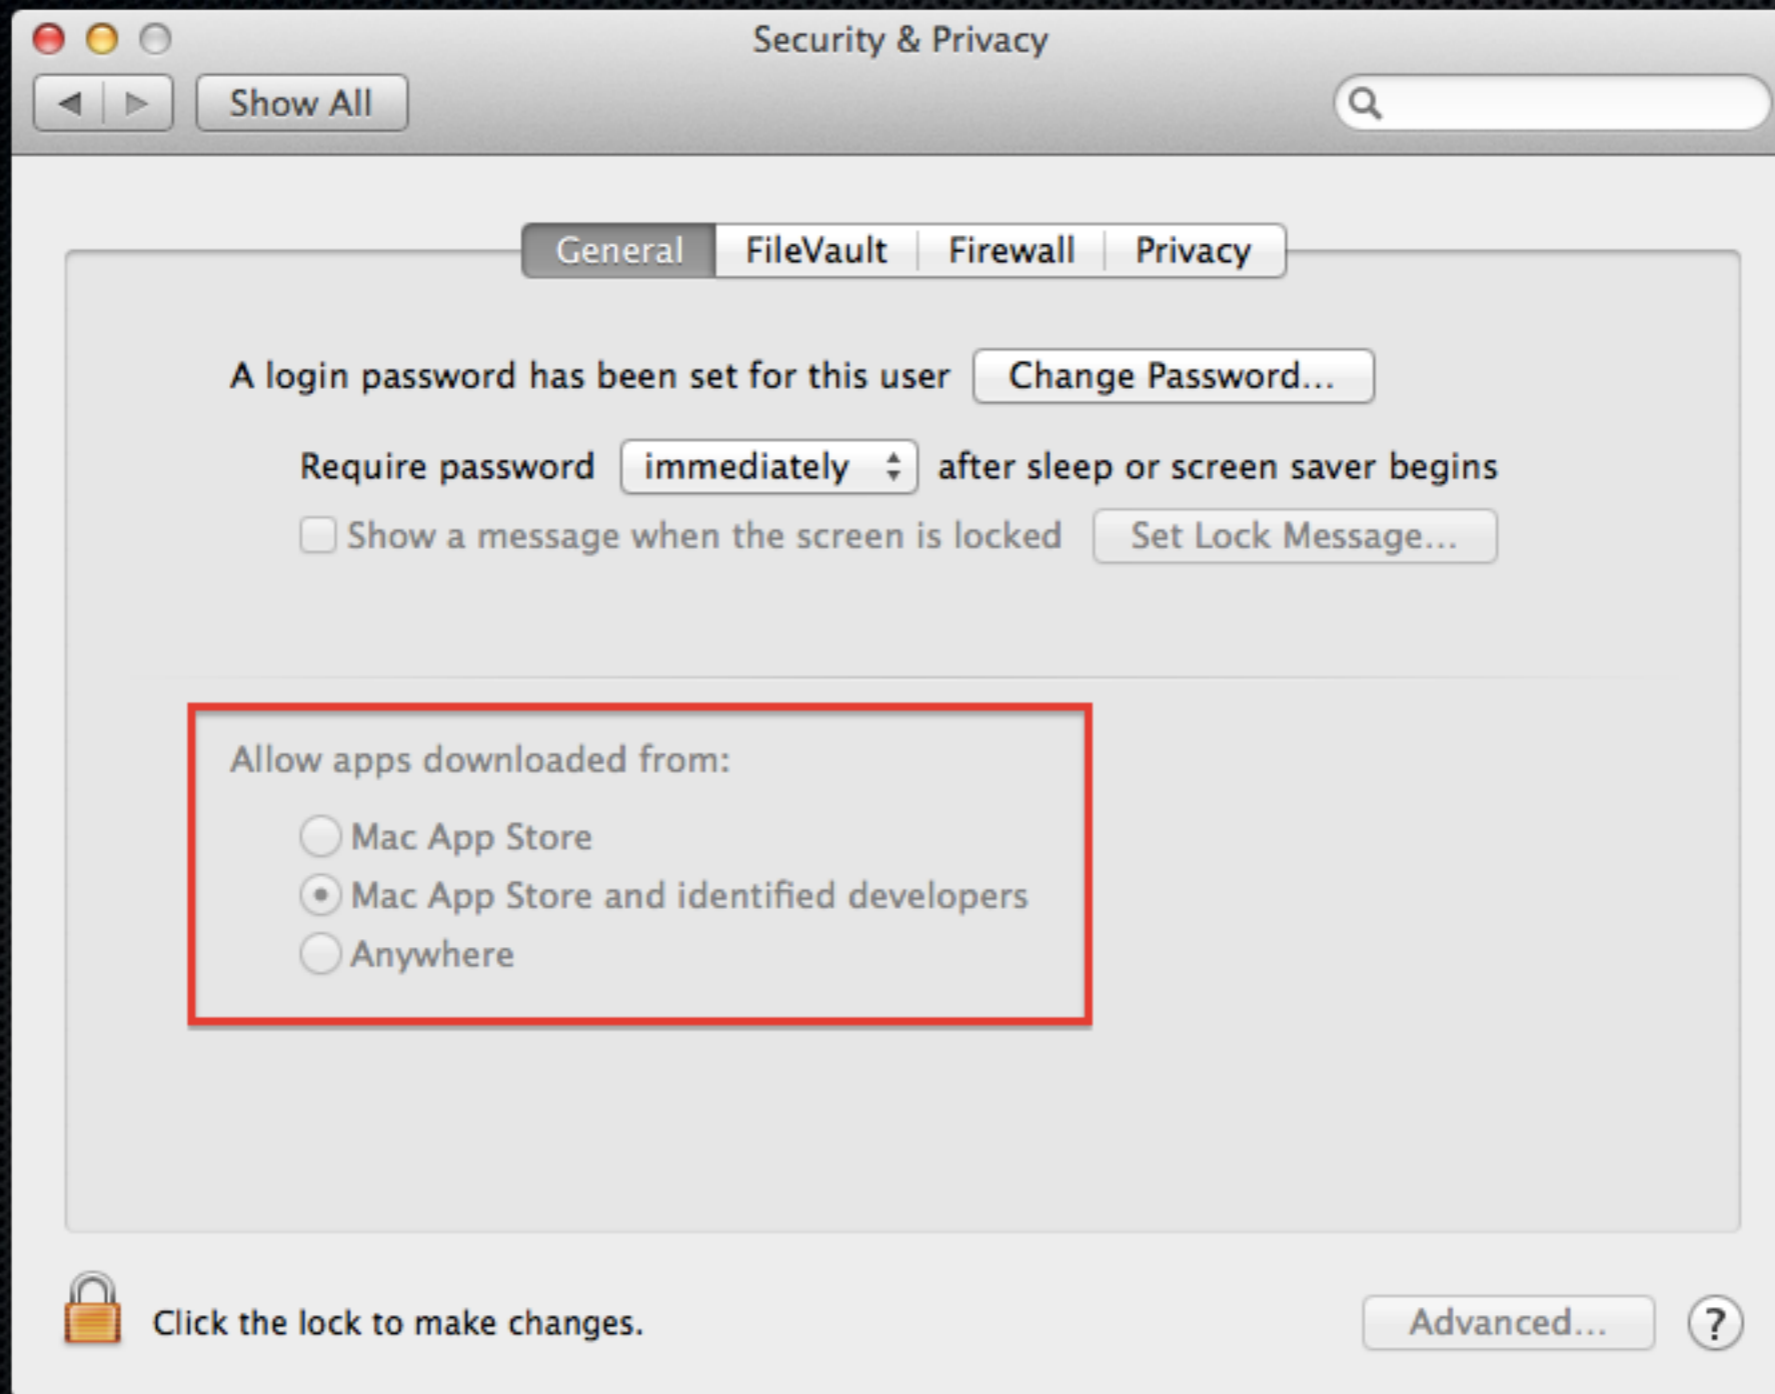 Security & Privacy
Show All
General FileVault Firewall Privacy
A login password has been set for this user Change Password...
Require password immediately after sleep or screen saver begins
Show a message when the screen is locked Set Lock Message...
Allow apps downloaded from:
Mac App Store
Mac App Store and identified developers
Anywhere
Click the lock to make changes. Advanced... ?